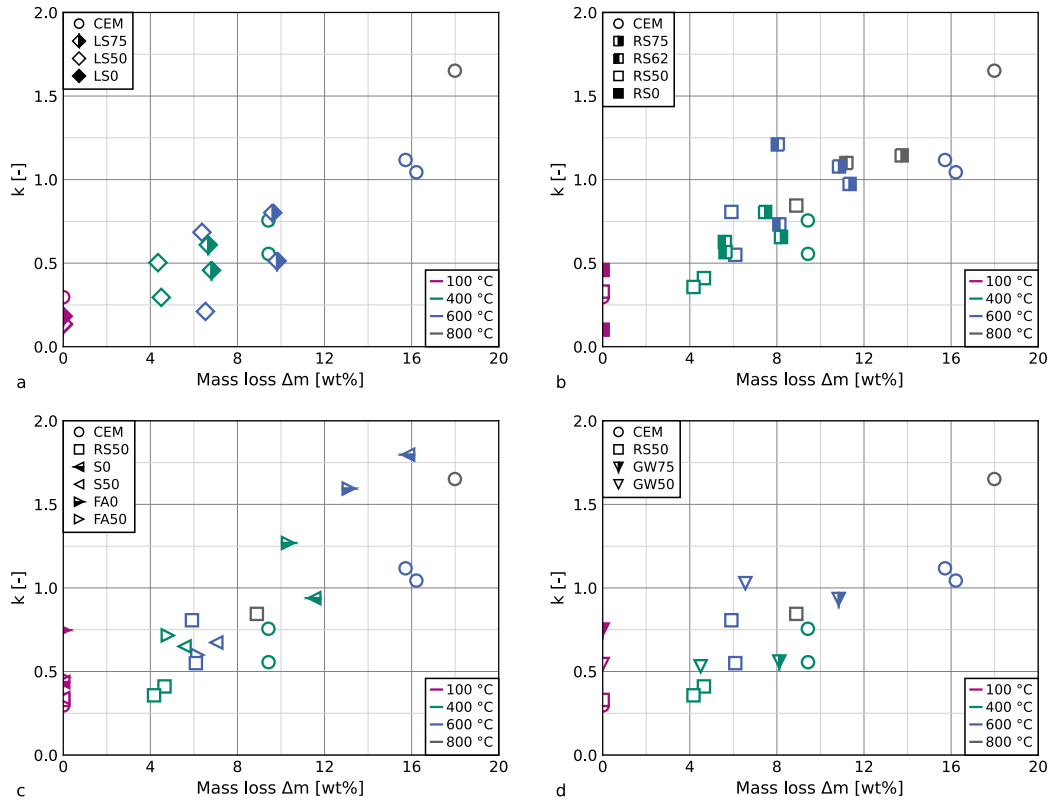 2.0
1.5
1.0
0.5
0.0
k [-]
CEM
LS75
LS50
LS0
100 °C
400 °C
600 °C
800 °C
0 4 8 12 16 20
Mass loss Δm [wt%]
a
2.0
1.5
1.0
0.5
0.0
k [-]
CEM
RS75
RS62
RS50
RS0
100 °C
400 °C
600 °C
800 °C
0 4 8 12 16 20
Mass loss Δm [wt%]
b
2.0
1.5
1.0
0.5
0.0
k [-]
CEM
RS50
S0
S50
FA0
FA50
100 °C
400 °C
600 °C
800 °C
0 4 8 12 16 20
Mass loss Δm [wt%]
c
2.0
1.5
1.0
0.5
0.0
k [-]
CEM
RS50
GW75
GW50
100 °C
400 °C
600 °C
800 °C
0 4 8 12 16 20
Mass loss Δm [wt%]
d